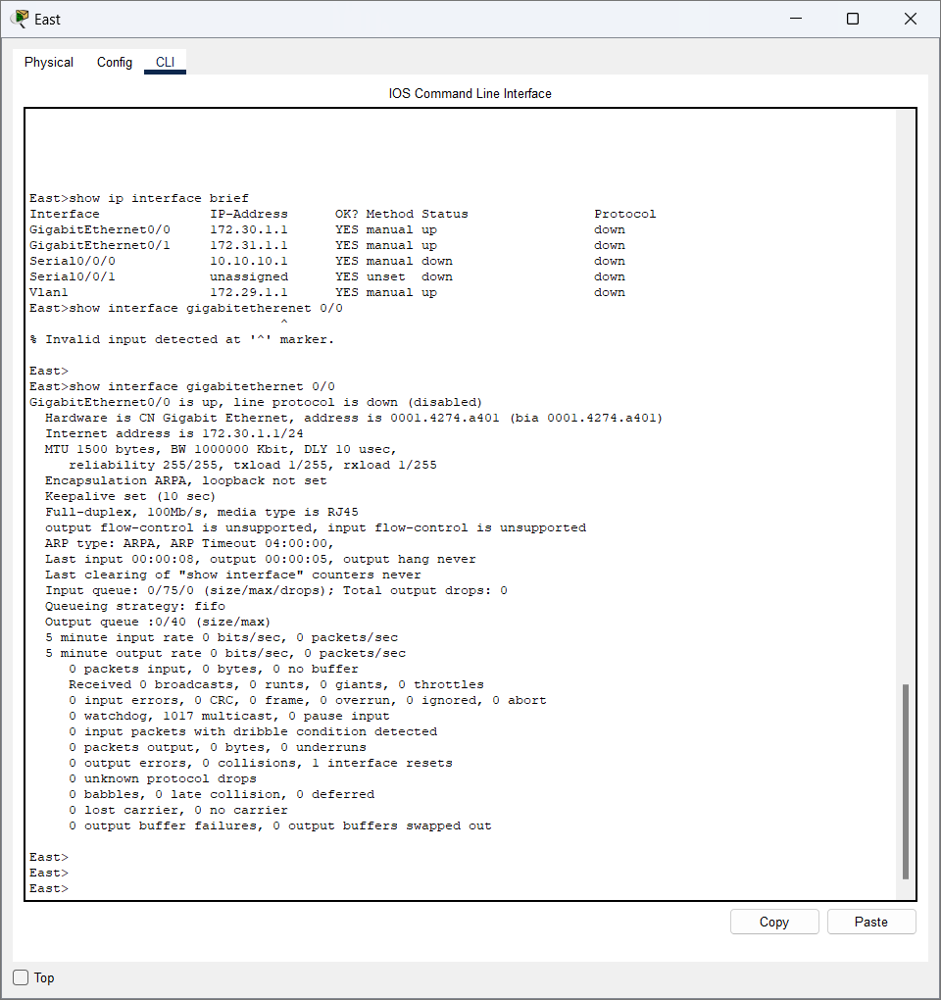 East
Physical Config CLI
IOS Command Line Interface
East>show ip interface brief
Interface              IP-Address      OK? Method Status                Protocol
GigabitEthernet0/0     172.30.1.1      YES manual up                    down
GigabitEthernet0/1     172.31.1.1      YES manual up                    down
Serial0/0/0            10.10.10.1      YES manual down                  down
Serial0/0/1            unassigned      YES unset  down                  down
Vlan1                  172.29.1.1      YES manual up                    down
East>show interface gigabitetherenet 0/0
                                ^
% Invalid input detected at '^' marker.
East>
East>show interface gigabitethernet 0/0
GigabitEthernet0/0 is up, line protocol is down (disabled)
  Hardware is CN Gigabit Ethernet, address is 0001.4274.a401 (bia 0001.4274.a401)
  Internet address is 172.30.1.1/24
  MTU 1500 bytes, BW 1000000 Kbit, DLY 10 usec,
     reliability 255/255, txload 1/255, rxload 1/255
  Encapsulation ARPA, loopback not set
  Keepalive set (10 sec)
  Full-duplex, 100Mb/s, media type is RJ45
  output flow-control is unsupported, input flow-control is unsupported
  ARP type: ARPA, ARP Timeout 04:00:00,
  Last input 00:00:08, output 00:00:05, output hang never
  Last clearing of "show interface" counters never
  Input queue: 0/75/0 (size/max/drops); Total output drops: 0
  Queueing strategy: fifo
  Output queue :0/40 (size/max)
  5 minute input rate 0 bits/sec, 0 packets/sec
  5 minute output rate 0 bits/sec, 0 packets/sec
     0 packets input, 0 bytes, 0 no buffer
     Received 0 broadcasts, 0 runts, 0 giants, 0 throttles
     0 input errors, 0 CRC, 0 frame, 0 overrun, 0 ignored, 0 abort
     0 watchdog, 1017 multicast, 0 pause input
     0 input packets with dribble condition detected
     0 packets output, 0 bytes, 0 underruns
     0 output errors, 0 collisions, 1 interface resets
     0 unknown protocol drops
     0 babbles, 0 late collision, 0 deferred
     0 lost carrier, 0 no carrier
     0 output buffer failures, 0 output buffers swapped out
East>
East>
East>
Copy Paste
Top